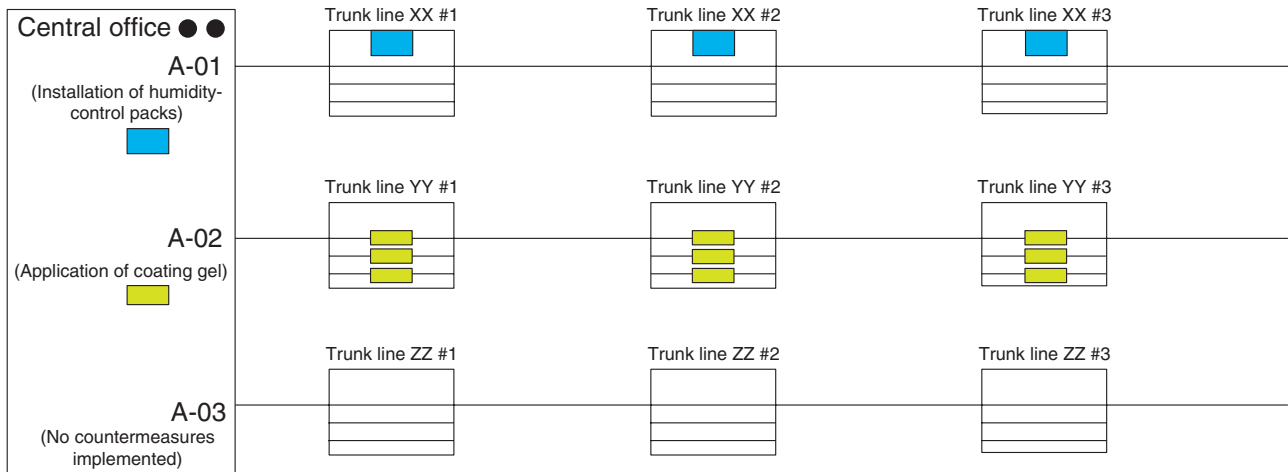 Central office ●●
Trunk line XX #1
Trunk line XX #2
Trunk line XX #3
A-01
(Installation of humidity-
control packs)
Trunk line YY #1
Trunk line YY #2
Trunk line YY #3
A-02
(Application of coating gel)
Trunk line ZZ #1
Trunk line ZZ #2
Trunk line ZZ #3
A-03
(No countermeasures
implemented)